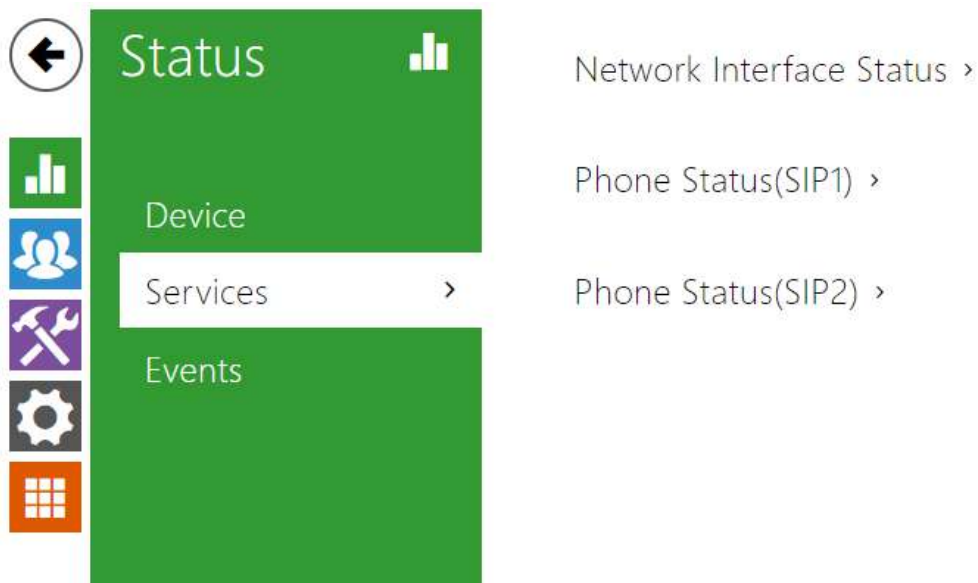 Status
Device
Services
Events
Network Interface Status
Phone Status(SIP1)
Phone Status(SIP2)